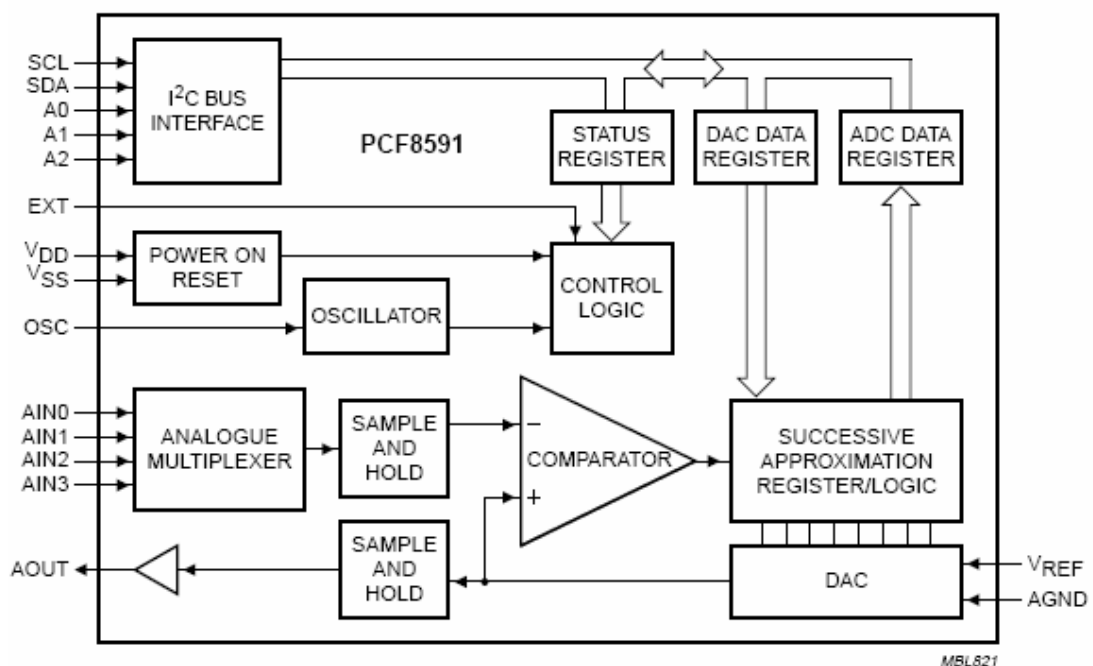 SCL
SDA
A0
A1
A2
I2C BUS
INTERFACE
PCF8591
STATUS
REGISTER
DAC DATA
REGISTER
ADC DATA
REGISTER
EXT
VDD
VSS
POWER ON
RESET
OSC
OSCILLATOR
CONTROL
LOGIC
AIN0
AIN1
AIN2
AIN3
ANALOGUE
MULTIPLEXER
SAMPLE
AND
HOLD
−
+
COMPARATOR
SUCCESSIVE
APPROXIMATION
REGISTER/LOGIC
AOUT
SAMPLE
AND
HOLD
DAC
VREF
AGND
MBL821